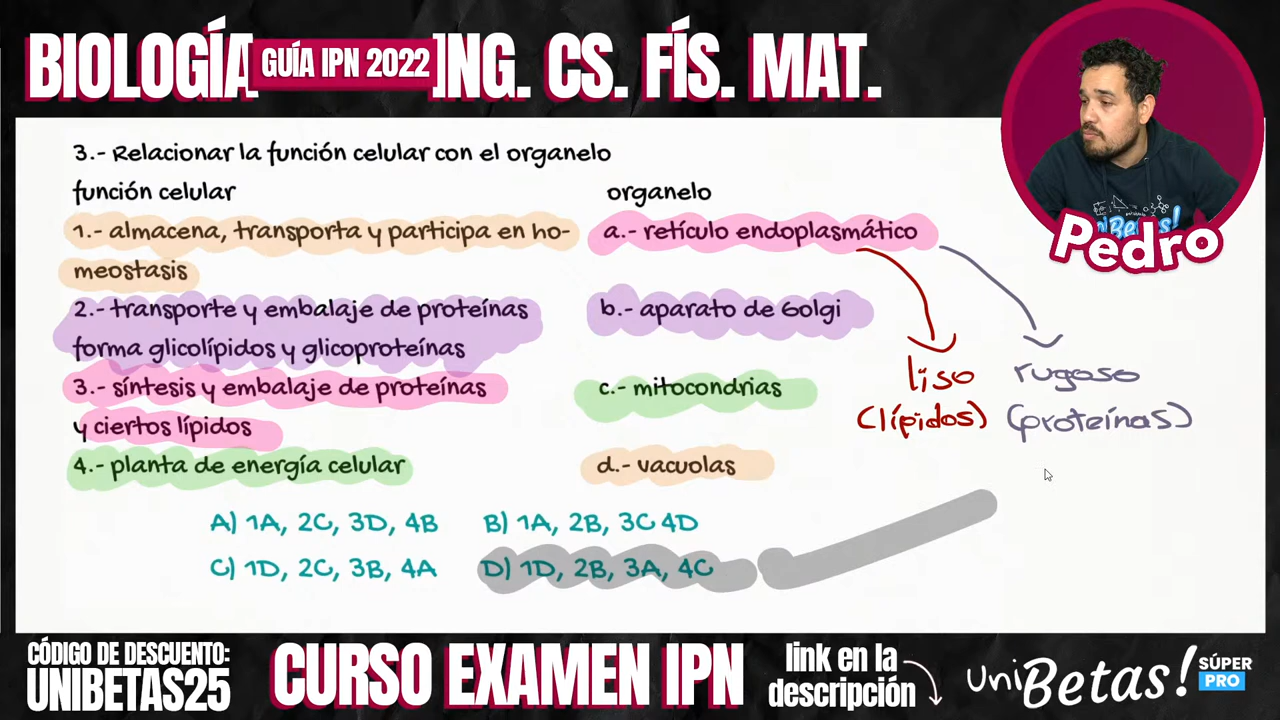 BIOLOGÍA GUÍA IPN 2022 ING. CS. FÍS. MAT.
3.- Relacionar la función celular con el organelo
función celular organelo
1.- almacena, transporta y participa en ho- a.- retículo endoplasmático
meostasis
2.- transporte y embalaje de proteínas b.- aparato de Golgi
forma glicolípidos y glicoproteínas
3.- síntesis y embalaje de proteínas c.- mitocondrias
y ciertos lípidos
4.- planta de energía celular d.- vacuolas
liso rugoso
(lípidos) (proteínas)
A) 1A, 2C, 3D, 4B B) 1A, 2B, 3C 4D
C) 1D, 2C, 3B, 4A D) 1D, 2B, 3A, 4C
Pedro
CÓDIGO DE DESCUENTO:
UNIBETAS25
CURSO EXAMEN IPN
link en la
descripción
UniBetas! SÚPER
PRO